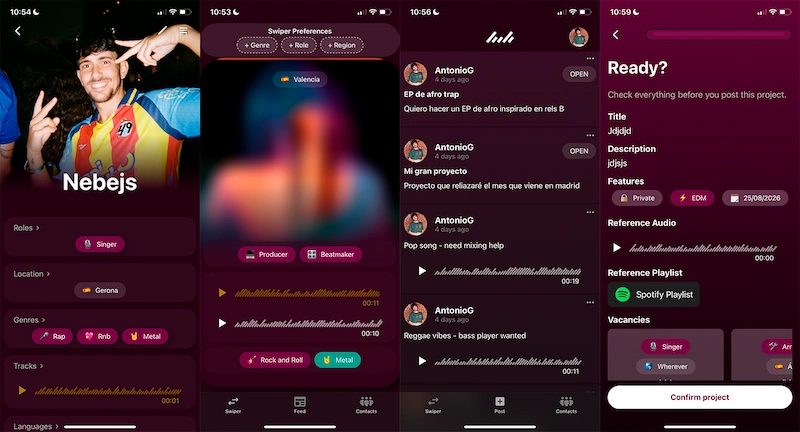 10:54
Nebejs
Roles >
Singer
Location >
Gerona
Genres >
Rap
Rnb
Metal
Tracks >
00:01
Languages >
10:53
Swiper Preferences
+ Genre
+ Role
+ Region
Valencia
Producer
Beatmaker
00:11
00:10
Rock and Roll
Metal
Swiper
Feed
Contacts
10:56
AntonioG
4 days ago
OPEN
EP de afro trap
Quiero hacer un EP de afro inspirado en rels B
AntonioG
4 days ago
OPEN
Mi gran proyecto
Proyecto que reliazaré el mes que viene en madrid
AntonioG
4 days ago
Pop song - need mixing help
00:19
AntonioG
4 days ago
Reggae vibes - bass player wanted
00:11
Swiper
Post
Contacts
10:59
Ready?
Check everything before you post this project.
Title
Jdjdjd
Description
jdjsjs
Features
Private
EDM
25/08/2026
Reference Audio
00:00
Reference Playlist
Spotify Playlist
Vacancies
Singer
Wherever
Arr
Confirm project